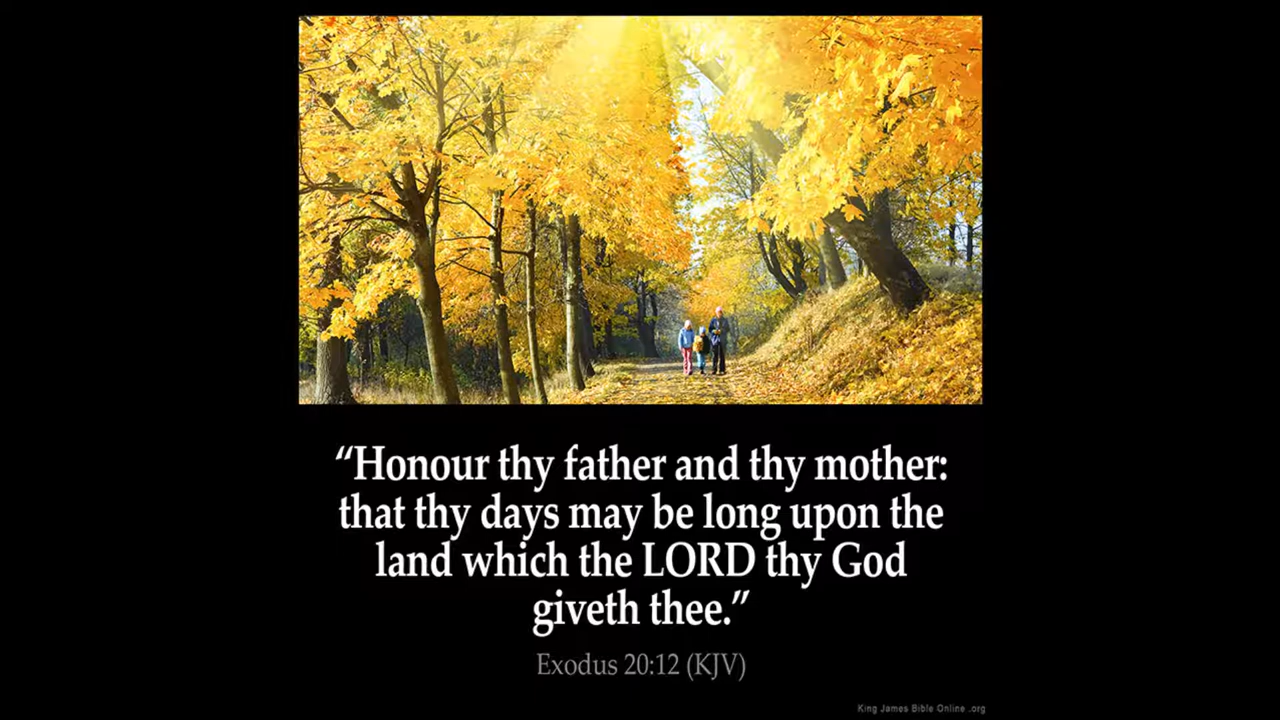 “Honour thy father and thy mother:
that thy days may be long upon the
land which the LORD thy God
giveth thee.”
Exodus 20:12 (KJV)
King James Bible Online .org